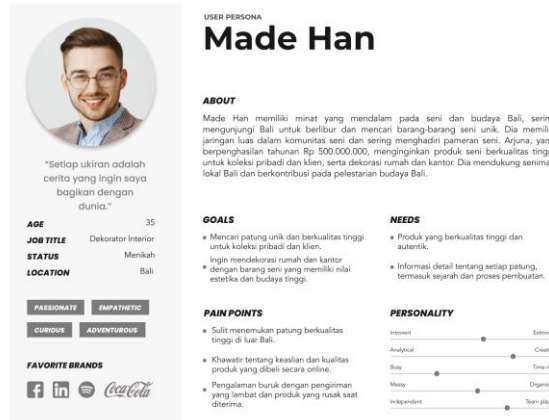 USER PERSONA
Made Han
"Setiap ukiran adalah
cerita yang ingin saya
bagikan dengan
dunia."
AGE 35
JOB TITLE Dekorator Interior
STATUS Menikah
LOCATION Bali
PASSIONATE EMPATHETIC
CURIOUS ADVENTUROUS
FAVORITE BRANDS
f in Coca-Cola
ABOUT
Made Han memiliki minat yang mendalam pada seni dan budaya Bali, serin
mengunjungi Bali untuk berlibur dan mencari barang-barang seni unik. Dia memili
jaringan luas dalam komunitas seni dan sering menghadiri pameran seni. Arjuna, yan
berpenghasilan tahunan Rp 500.000.000, menginginkan produk seni berkualitas tingg
untuk koleksi pribadi dan klien, serta dekorasi rumah dan kantor. Dia mendukung senima
lokal Bali dan berkontribusi pada pelestarian budaya Bali.
GOALS
Mencari patung unik dan berkualitas tinggi
untuk koleksi pribadi dan klien.
Ingin mendekorasi rumah dan kantor
dengan barang seni yang memiliki nilai
estetika dan budaya tinggi.
NEEDS
Produk yang berkualitas tinggi dan
autentik.
Informasi detail tentang setiap patung,
termasuk sejarah dan proses pembuatan.
PAIN POINTS
Sulit menemukan patung berkualitas
tinggi di luar Bali.
Khawatir tentang keaslian dan kualitas
produk yang dibeli secara online.
Pengalaman buruk dengan pengiriman
yang lambat dan produk yang rusak saat
diterima.
PERSONALITY
Introvert Extrov
Analytical Creati
Busy Time ri
Messy Organiz
Independent Team play